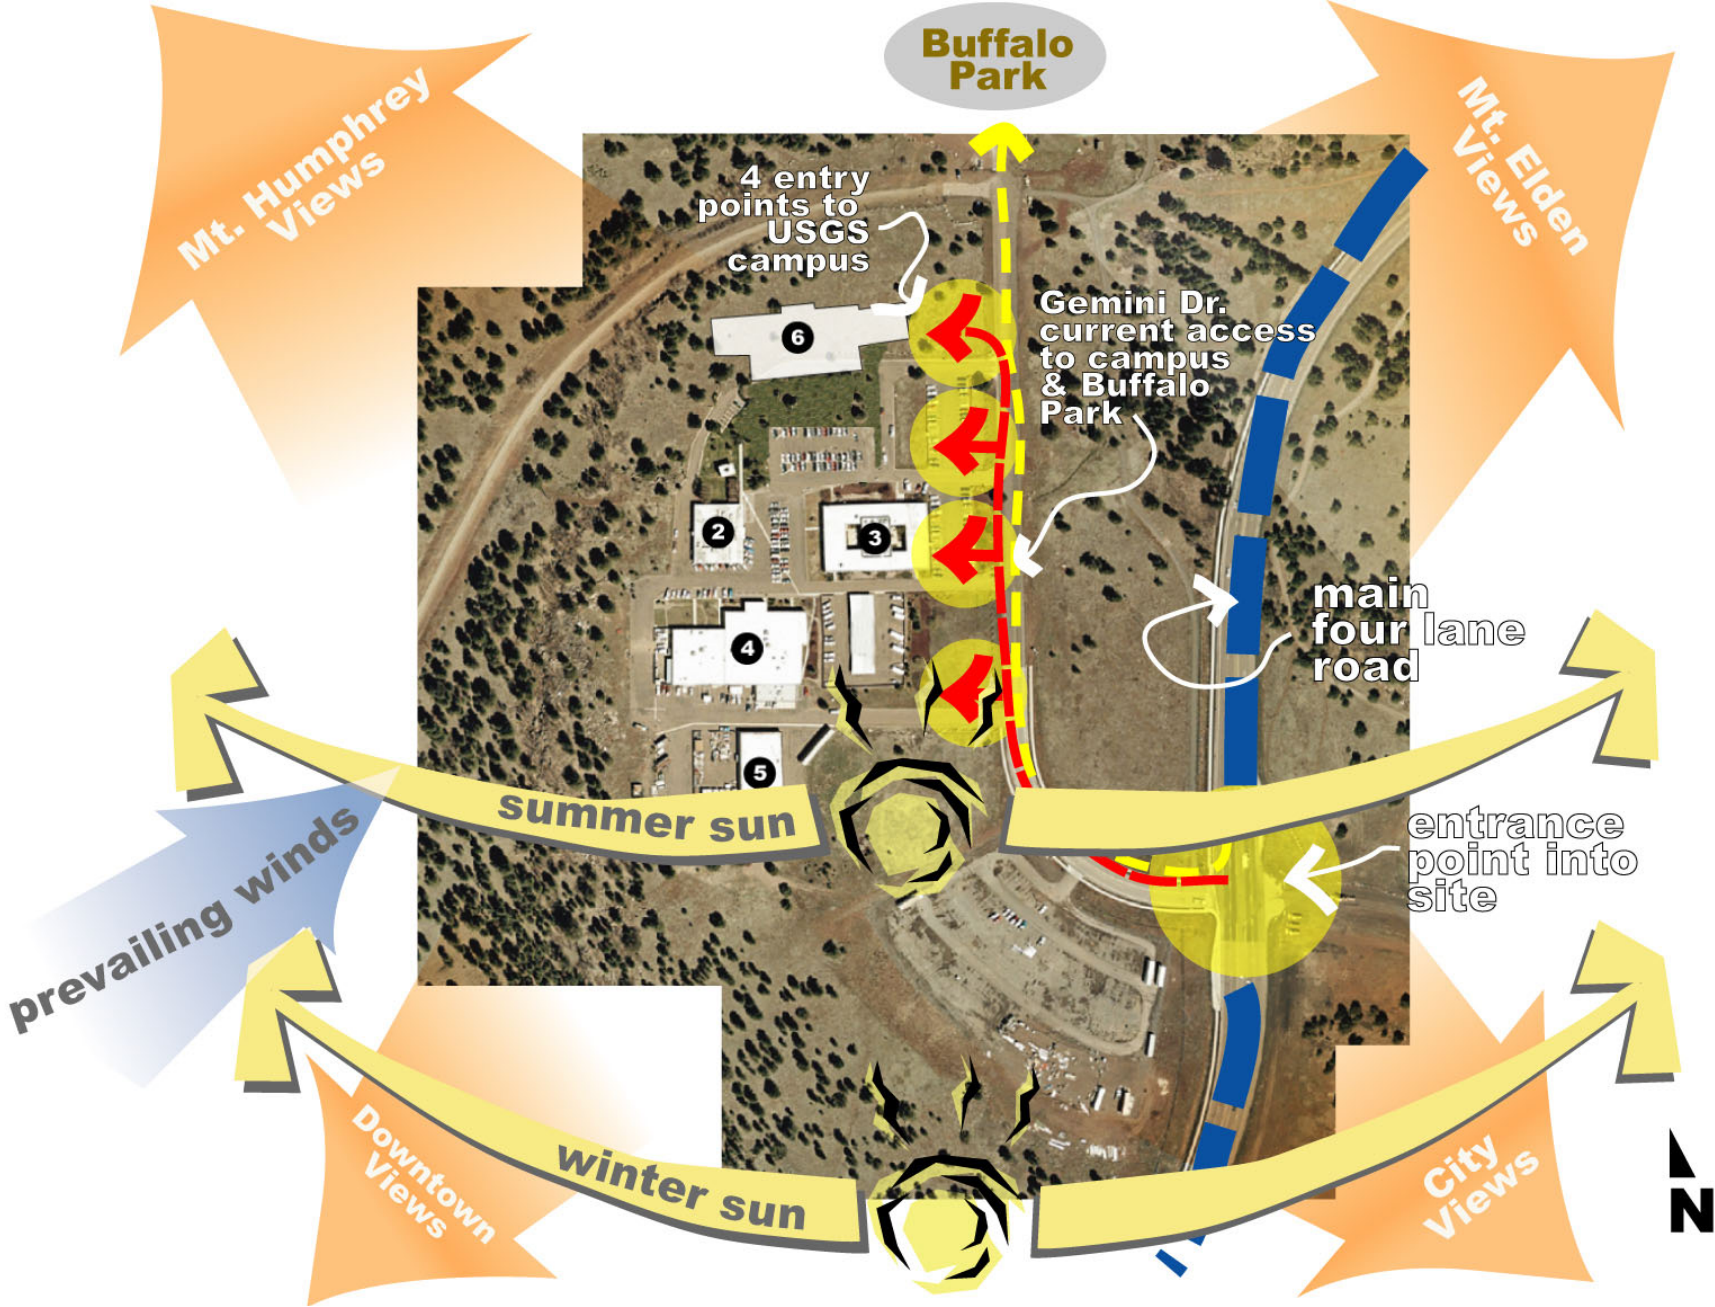 Buffalo
Park
Mt. Humphrey
Views
Mt. Elden
Views
4 entry
points to
USGS
campus
Gemini Dr.
current access
to campus
& Buffalo
Park
6
2
3
4
5
main
four lane
road
summer sun
prevailing winds
entrance
point into
site
winter sun
Downtown
Views
City
Views
N